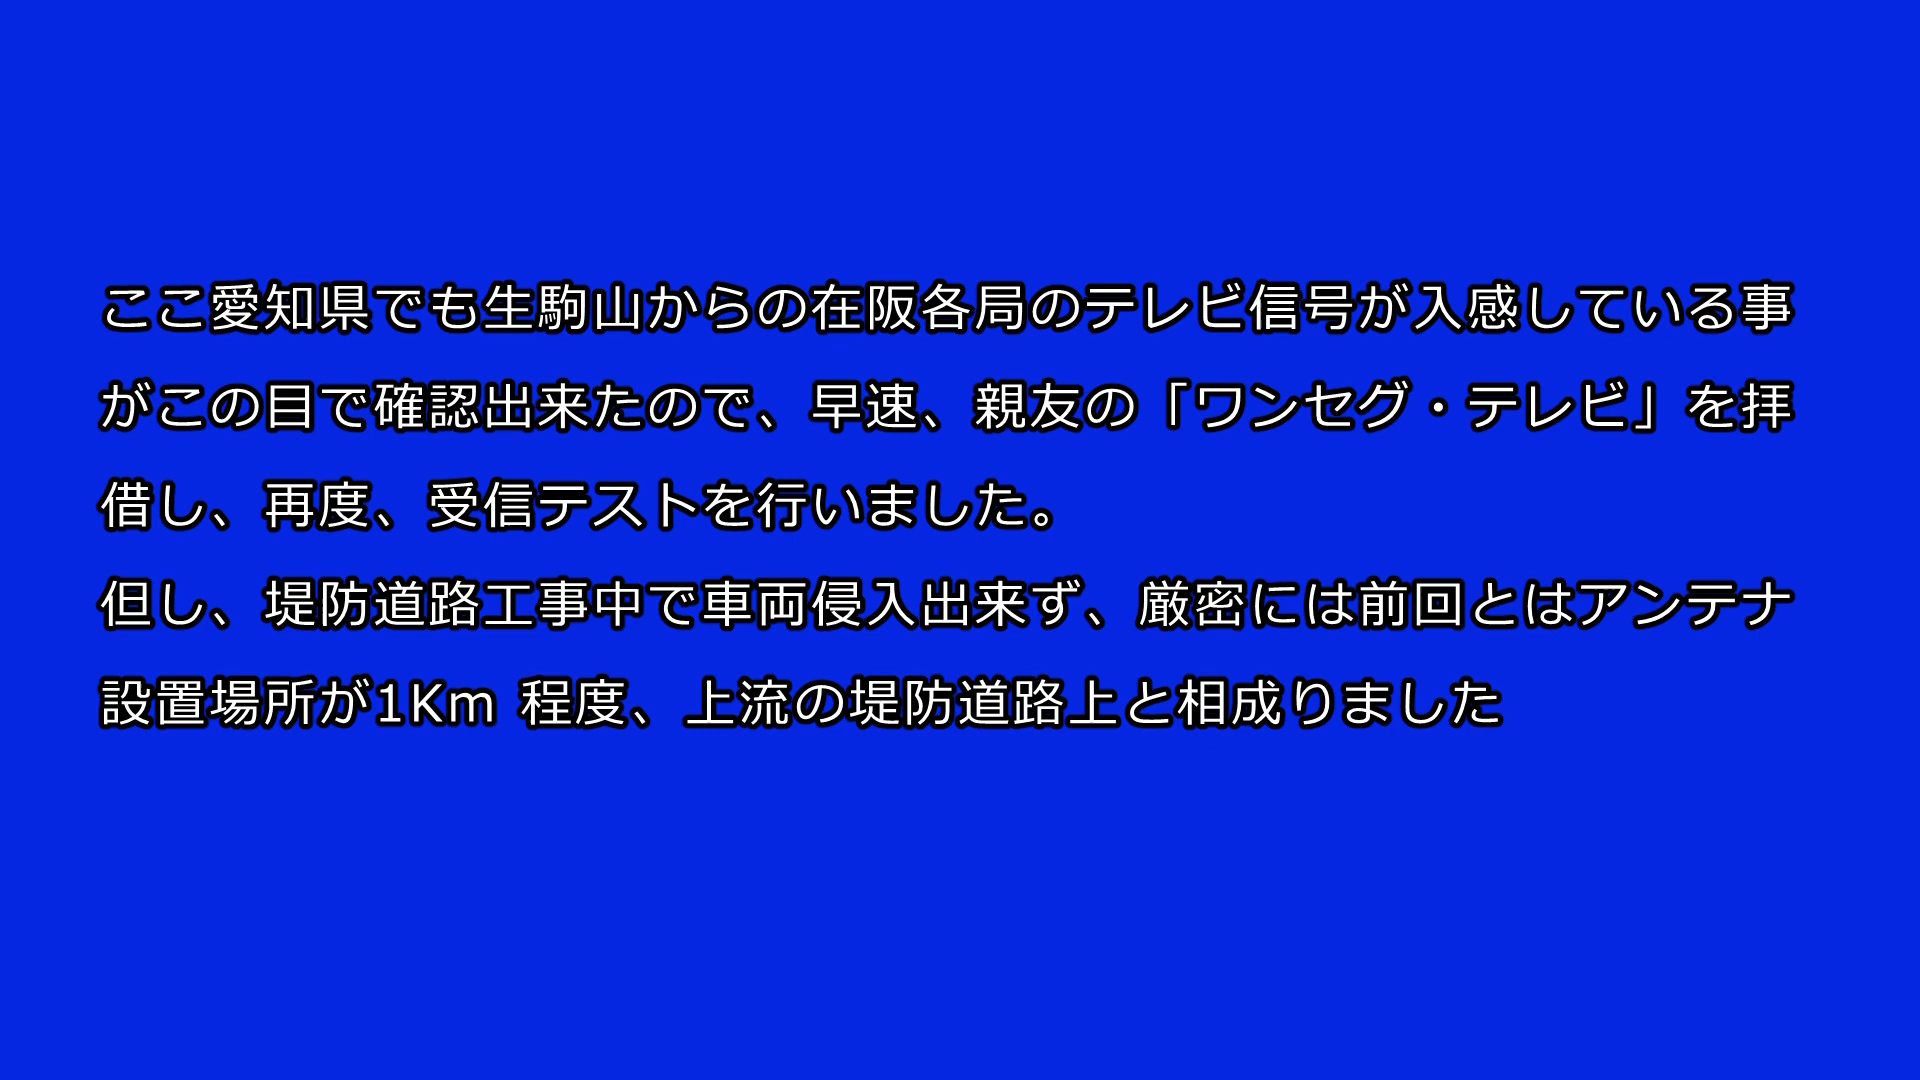 ここ愛知県でも生駒山からの在阪各局のテレビ信号が入感している事
がこの目で確認出来たので、早速、親友の「ワンセグ・テレビ」を拝
借し、再度、受信テストを行いました。
但し、堤防道路工事中で車両侵入出来ず、厳密には前回とはアンテナ
設置場所が1Km 程度、上流の堤防道路上と相成りました